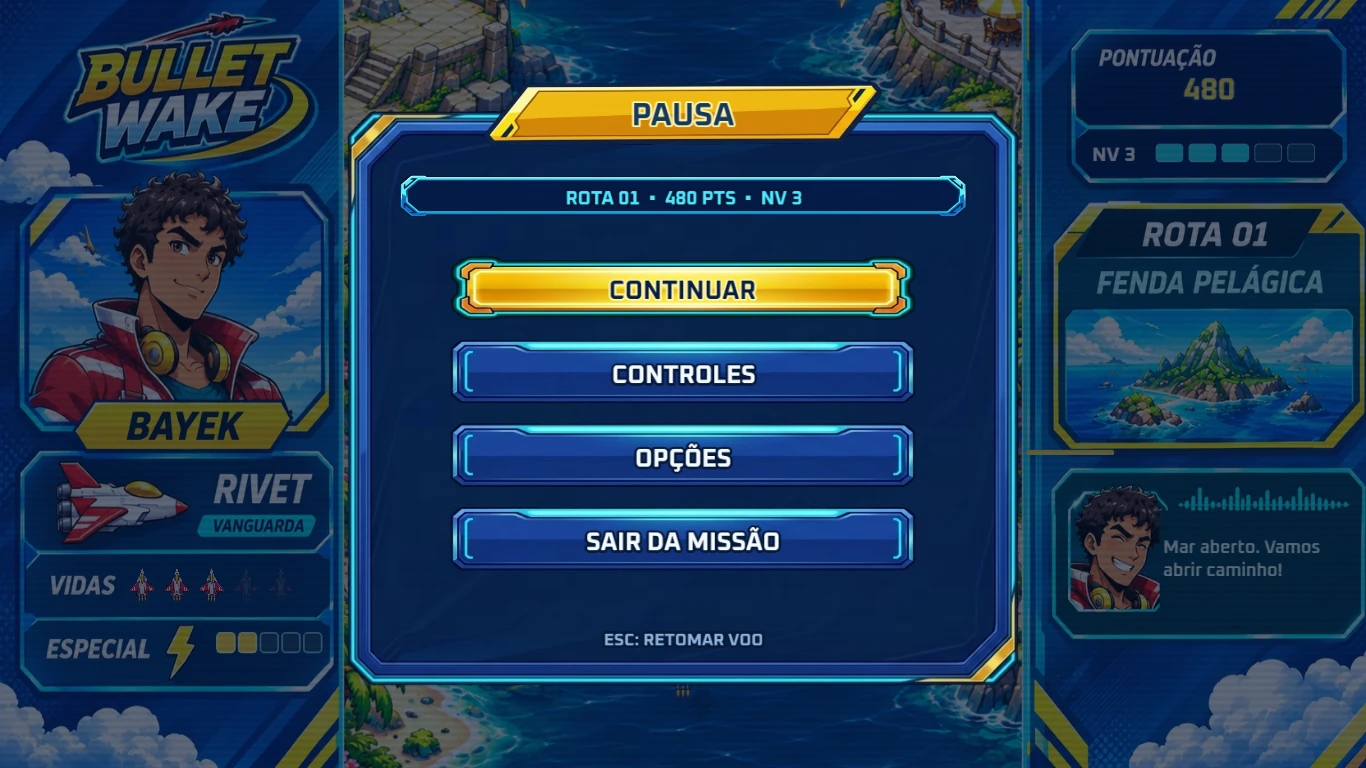 BULLET
WAKE
BAYEK
RIVET
VANGUARDA
VIDAS
ESPECIAL
PAUSA
ROTA 01 • 480 PTS • NV 3
CONTINUAR
CONTROLES
OPÇÕES
SAIR DA MISSÃO
ESC: RETOMAR VOO
PONTUAÇÃO
480
NV 3
ROTA 01
FENDA PELÁGICA
Mar aberto. Vamos
abrir caminho!